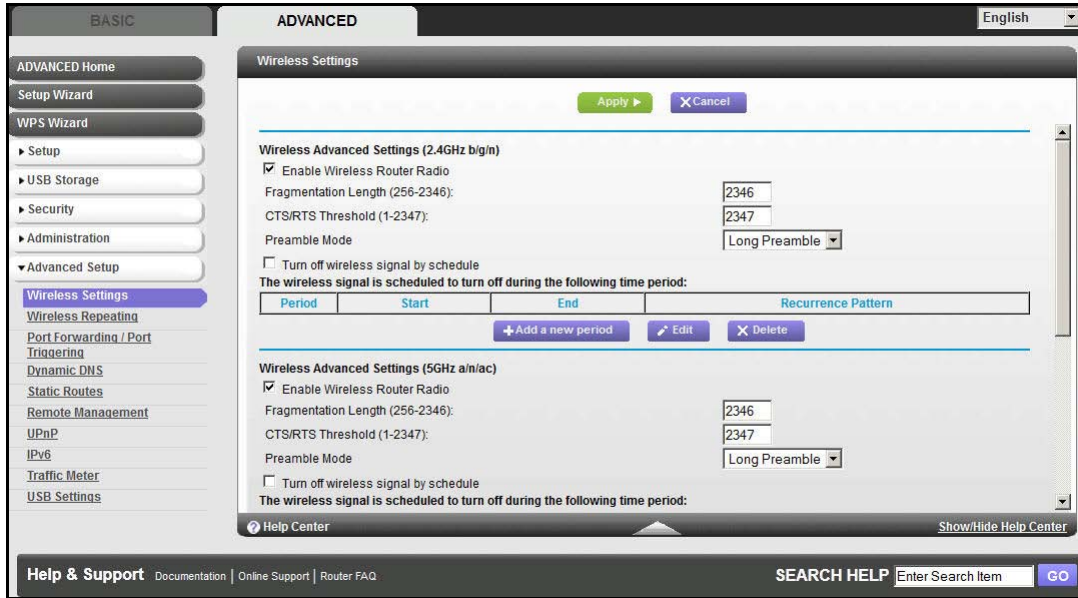 BASIC
ADVANCED
English
ADVANCED Home
Setup Wizard
WPS Wizard
Setup
USB Storage
Security
Administration
Advanced Setup
Wireless Settings
Wireless Repeating
Port Forwarding / Port
Triggering
Dynamic DNS
Static Routes
Remote Management
UPnP
IPv6
Traffic Meter
USB Settings
Wireless Settings
Apply
Cancel
Wireless Advanced Settings (2.4GHz b/g/n)
Enable Wireless Router Radio
Fragmentation Length (256-2346): 2346
CTS/RTS Threshold (1-2347): 2347
Preamble Mode Long Preamble
Turn off wireless signal by schedule
The wireless signal is scheduled to turn off during the following time period:
Period Start End Recurrence Pattern
Add a new period Edit Delete
Wireless Advanced Settings (5GHz a/n/ac)
Enable Wireless Router Radio
Fragmentation Length (256-2346): 2346
CTS/RTS Threshold (1-2347): 2347
Preamble Mode Long Preamble
Turn off wireless signal by schedule
The wireless signal is scheduled to turn off during the following time period:
Help Center Show/Hide Help Center
Help & Support Documentation | Online Support | Router FAQ SEARCH HELP Enter Search Item GO